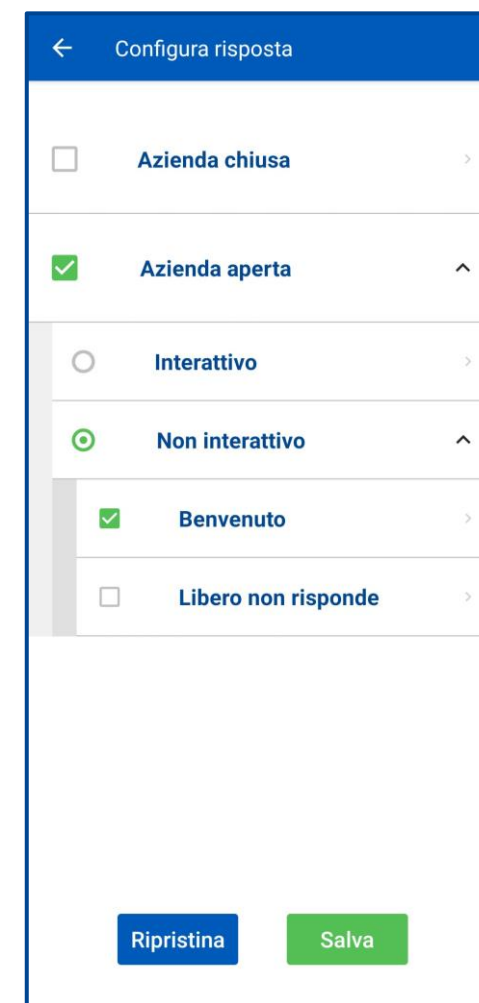 Configura risposta
Azienda chiusa
Azienda aperta
Interattivo
Non interattivo
Benvenuto
Libero non risponde
Ripristina
Salva